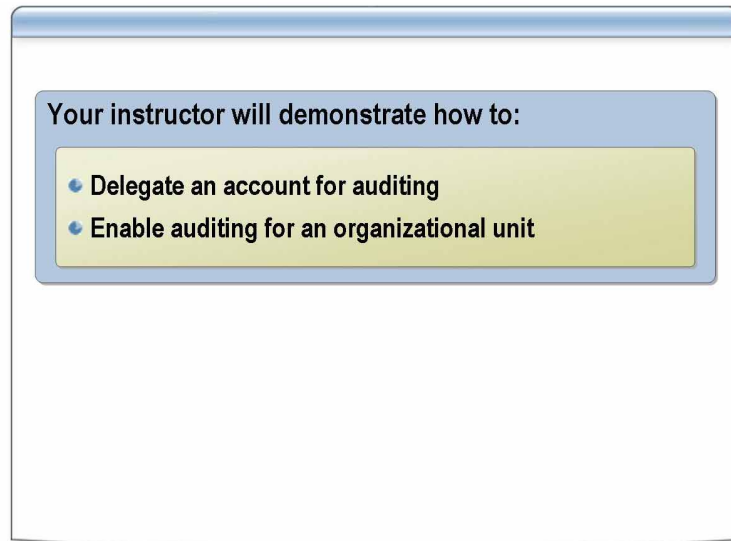 Your instructor will demonstrate how to:
Delegate an account for auditing
Enable auditing for an organizational unit